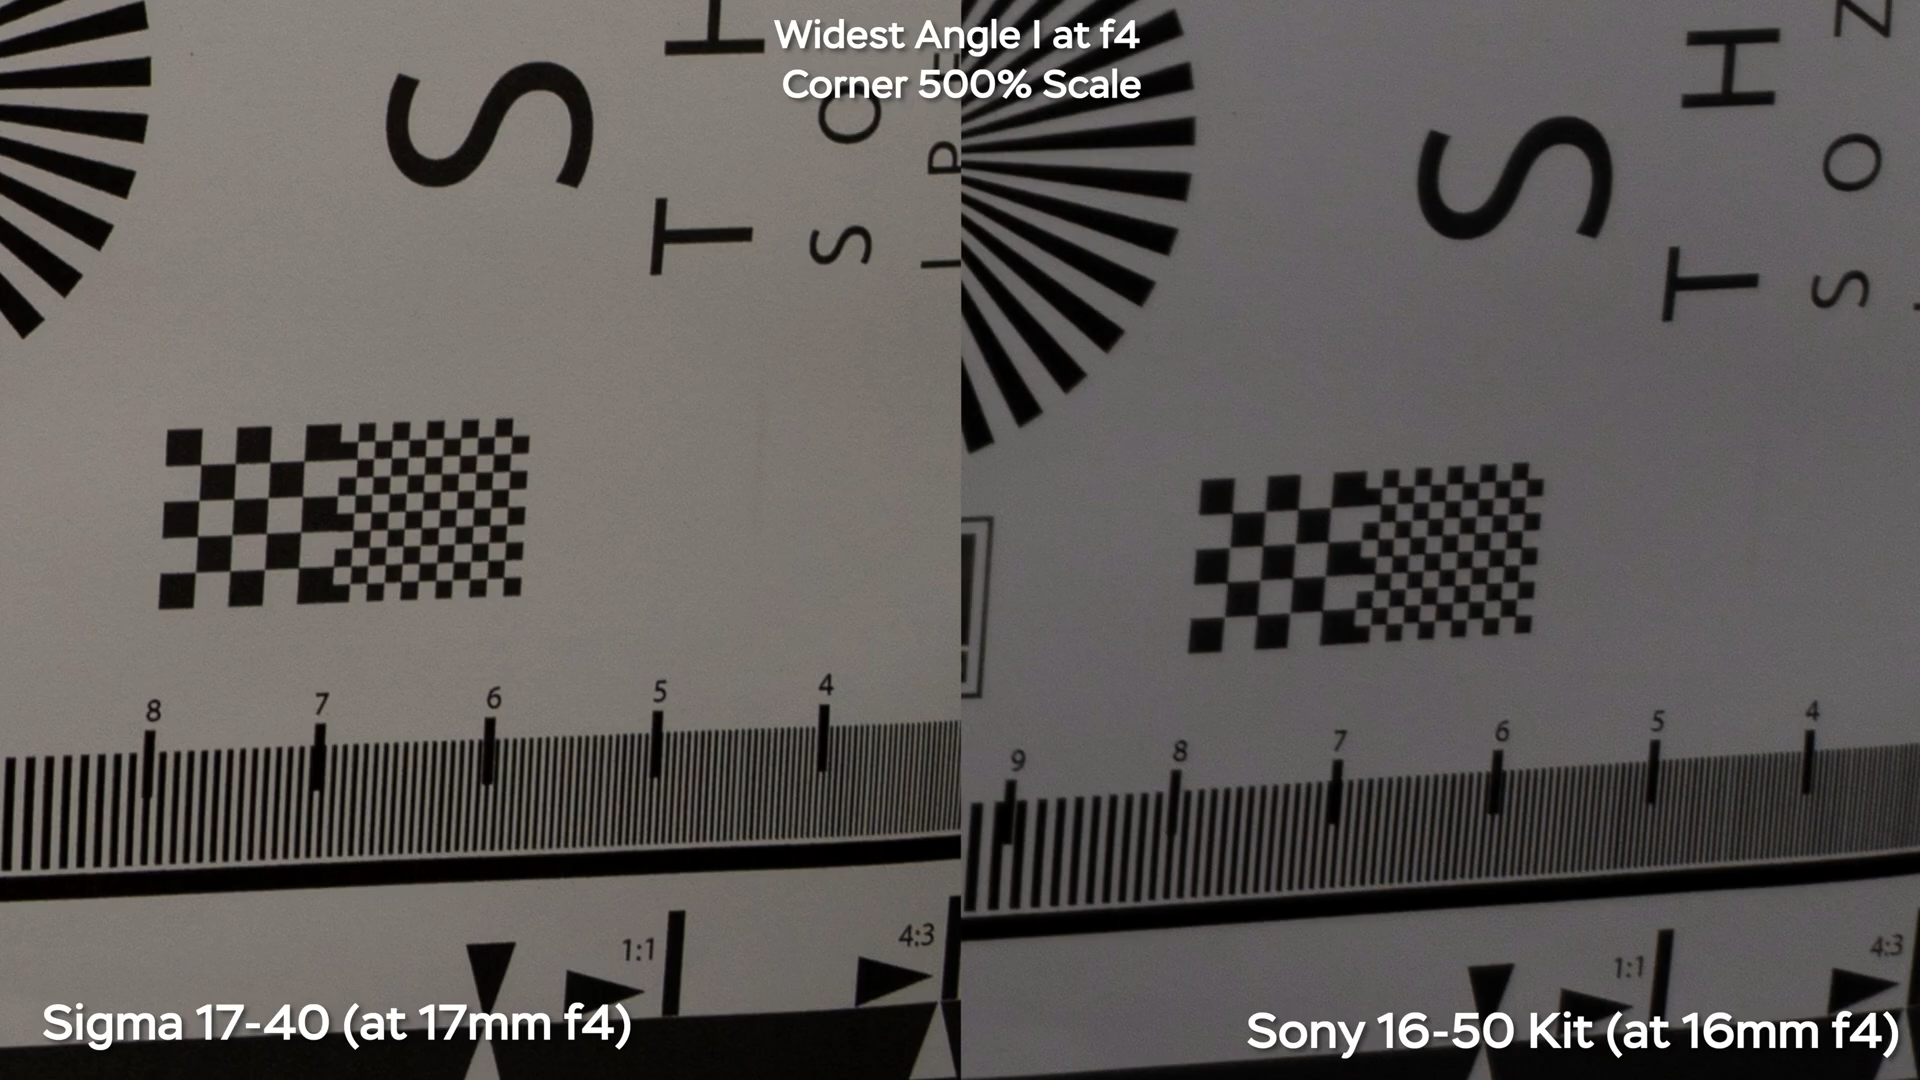 Widest Angle I at f4
Corner 500% Scale
S
H
T
O
S
P
S
H
T
Z
O
S
8 7 6 5 4
9 8 7 6 5 4
1:1
4:3
1:1
4:3
Sigma 17-40 (at 17mm f4)
Sony 16-50 Kit (at 16mm f4)